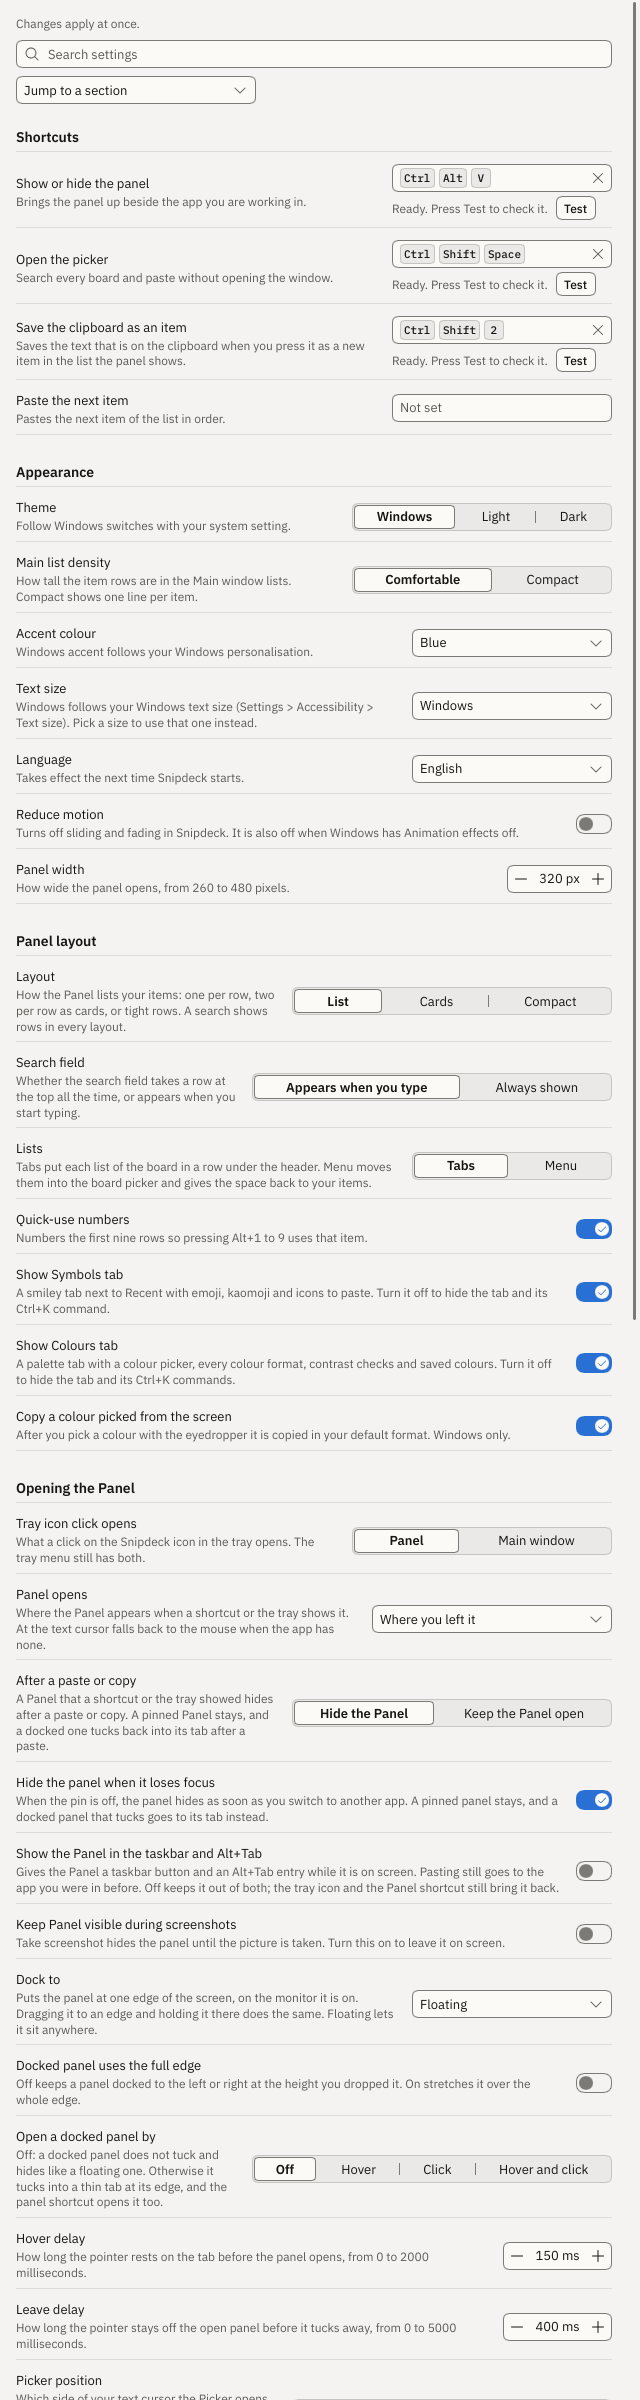 Changes apply at once.
Search settings
Jump to a section
Shortcuts
Show or hide the panel
Brings the panel up beside the app you are working in.
Ctrl Alt V
Ready. Press Test to check it. Test
Open the picker
Search every board and paste without opening the window.
Ctrl Shift Space
Ready. Press Test to check it. Test
Save the clipboard as an item
Saves the text that is on the clipboard when you press it as a new
item in the list the panel shows.
Ctrl Shift 2
Ready. Press Test to check it. Test
Paste the next item
Pastes the next item of the list in order.
Not set
Appearance
Theme
Follow Windows switches with your system setting.
Windows Light Dark
Main list density
How tall the item rows are in the Main window lists.
Compact shows one line per item.
Comfortable Compact
Accent colour
Windows accent follows your Windows personalisation.
Blue
Text size
Windows follows your Windows text size (Settings > Accessibility >
Text size). Pick a size to use that one instead.
Windows
Language
Takes effect the next time Snipdeck starts.
English
Reduce motion
Turns off sliding and fading in Snipdeck. It is also off when Windows has Animation effects off.
Panel width
How wide the panel opens, from 260 to 480 pixels.
320 px
Panel layout
Layout
How the Panel lists your items: one per row, two
per row as cards, or tight rows. A search shows
rows in every layout.
List Cards Compact
Search field
Whether the search field takes a row at
the top all the time, or appears when you
start typing.
Appears when you type Always shown
Lists
Tabs put each list of the board in a row under the header. Menu moves
them into the board picker and gives the space back to your items.
Tabs Menu
Quick-use numbers
Numbers the first nine rows so pressing Alt+1 to 9 uses that item.
Show Symbols tab
A smiley tab next to Recent with emoji, kaomoji and icons to paste. Turn it off to hide the tab and its
Ctrl+K command.
Show Colours tab
A palette tab with a colour picker, every colour format, contrast checks and saved colours. Turn it off
to hide the tab and its Ctrl+K commands.
Copy a colour picked from the screen
After you pick a colour with the eyedropper it is copied in your default format. Windows only.
Opening the Panel
Tray icon click opens
What a click on the Snipdeck icon in the tray opens. The
tray menu still has both.
Panel Main window
Panel opens
Where the Panel appears when a shortcut or the tray shows it.
At the text cursor falls back to the mouse when the app has
none.
Where you left it
After a paste or copy
A Panel that a shortcut or the tray showed hides
after a paste or copy. A pinned Panel stays, and
a docked one tucks back into its tab after a
paste.
Hide the Panel Keep the Panel open
Hide the panel when it loses focus
When the pin is off, the panel hides as soon as you switch to another app. A pinned panel stays, and a
docked panel that tucks goes to its tab instead.
Show the Panel in the taskbar and Alt+Tab
Gives the Panel a taskbar button and an Alt+Tab entry while it is on screen. Pasting still goes to the
app you were in before. Off keeps it out of both; the tray icon and the Panel shortcut still bring it back.
Keep Panel visible during screenshots
Take screenshot hides the panel until the picture is taken. Turn this on to leave it on screen.
Dock to
Puts the panel at one edge of the screen, on the monitor it is on.
Dragging it to an edge and holding it there does the same. Floating lets
it sit anywhere.
Floating
Docked panel uses the full edge
Off keeps a panel docked to the left or right at the height you dropped it. On stretches it over the
whole edge.
Open a docked panel by
Off: a docked panel does not tuck and
hides like a floating one. Otherwise it
tucks into a thin tab at its edge, and the
panel shortcut opens it too.
Off Hover Click Hover and click
Hover delay
How long the pointer rests on the tab before the panel opens, from 0 to 2000
milliseconds.
150 ms
Leave delay
How long the pointer stays off the open panel before it tucks away, from 0 to 5000
milliseconds.
400 ms
Picker position
Which side of your text cursor the Picker opens